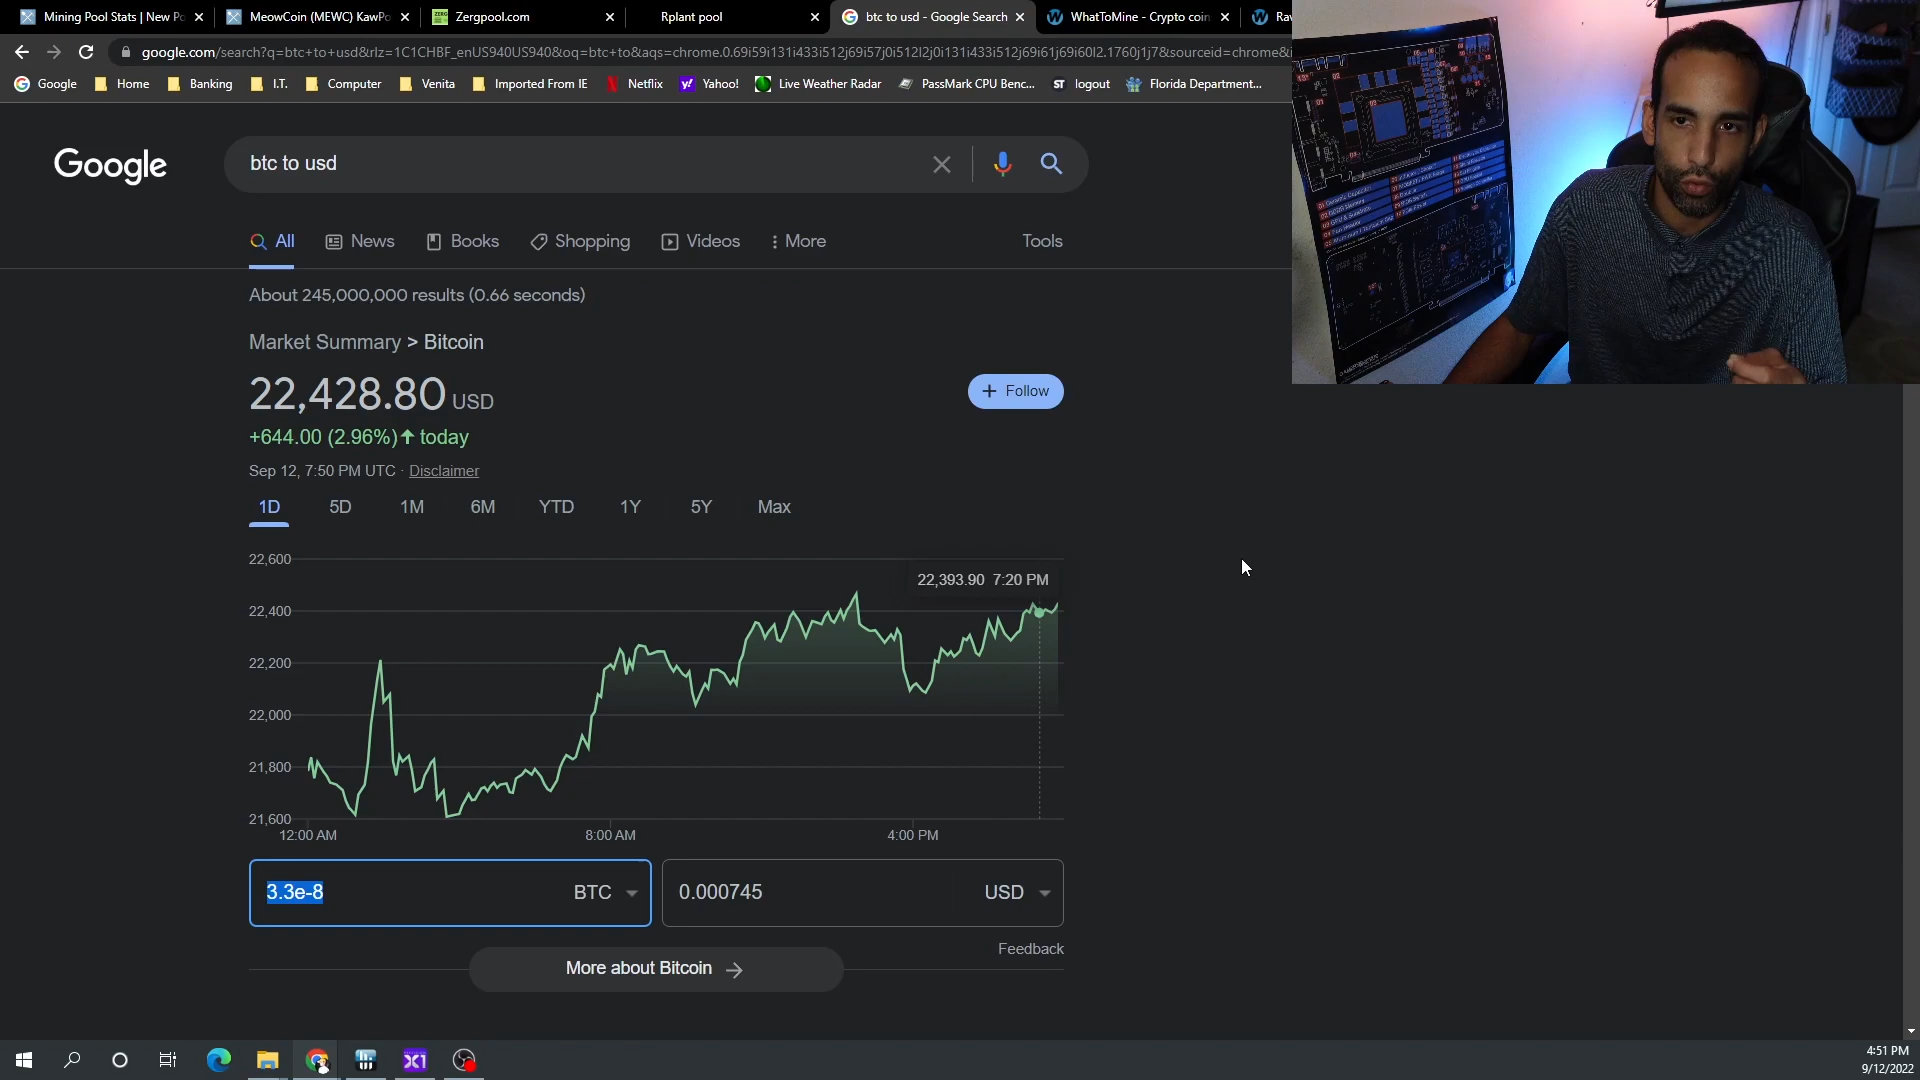 Mining Pool Stats | New Po
MeowCoin (MEWC) KawPo
Zergpool.com
Rplant pool
btc to usd - Google Search
WhatToMine - Crypto coin
Rav
google.com/search?q=btc+to+usd&rlz=1C1CHBF_enUS940US940&oq=btc+to&aqs=chrome.0.69i59i131i433i512j69i57j0i512l2j0i131i433i512j69i61j69i60l2.1760j1j7&sourceid=chrome&i
Google
Home
Banking
I.T.
Computer
Venita
Imported From IE
Netflix
Yahoo!
Live Weather Radar
PassMark CPU Benc...
ST logout
Florida Department...
Google
btc to usd
All
News
Books
Shopping
Videos
More
Tools
About 245,000,000 results (0.66 seconds)
Market Summary > Bitcoin
22,428.80 USD
+ Follow
+644.00 (2.96%) today
Sep 12, 7:50 PM UTC · Disclaimer
1D
5D
1M
6M
YTD
1Y
5Y
Max
22,600
22,393.90 7:20 PM
22,400
22,200
22,000
21,800
21,600
12:00 AM
8:00 AM
4:00 PM
3.3e-8
BTC
0.000745
USD
Feedback
More about Bitcoin
X1
4:51 PM
9/12/2022